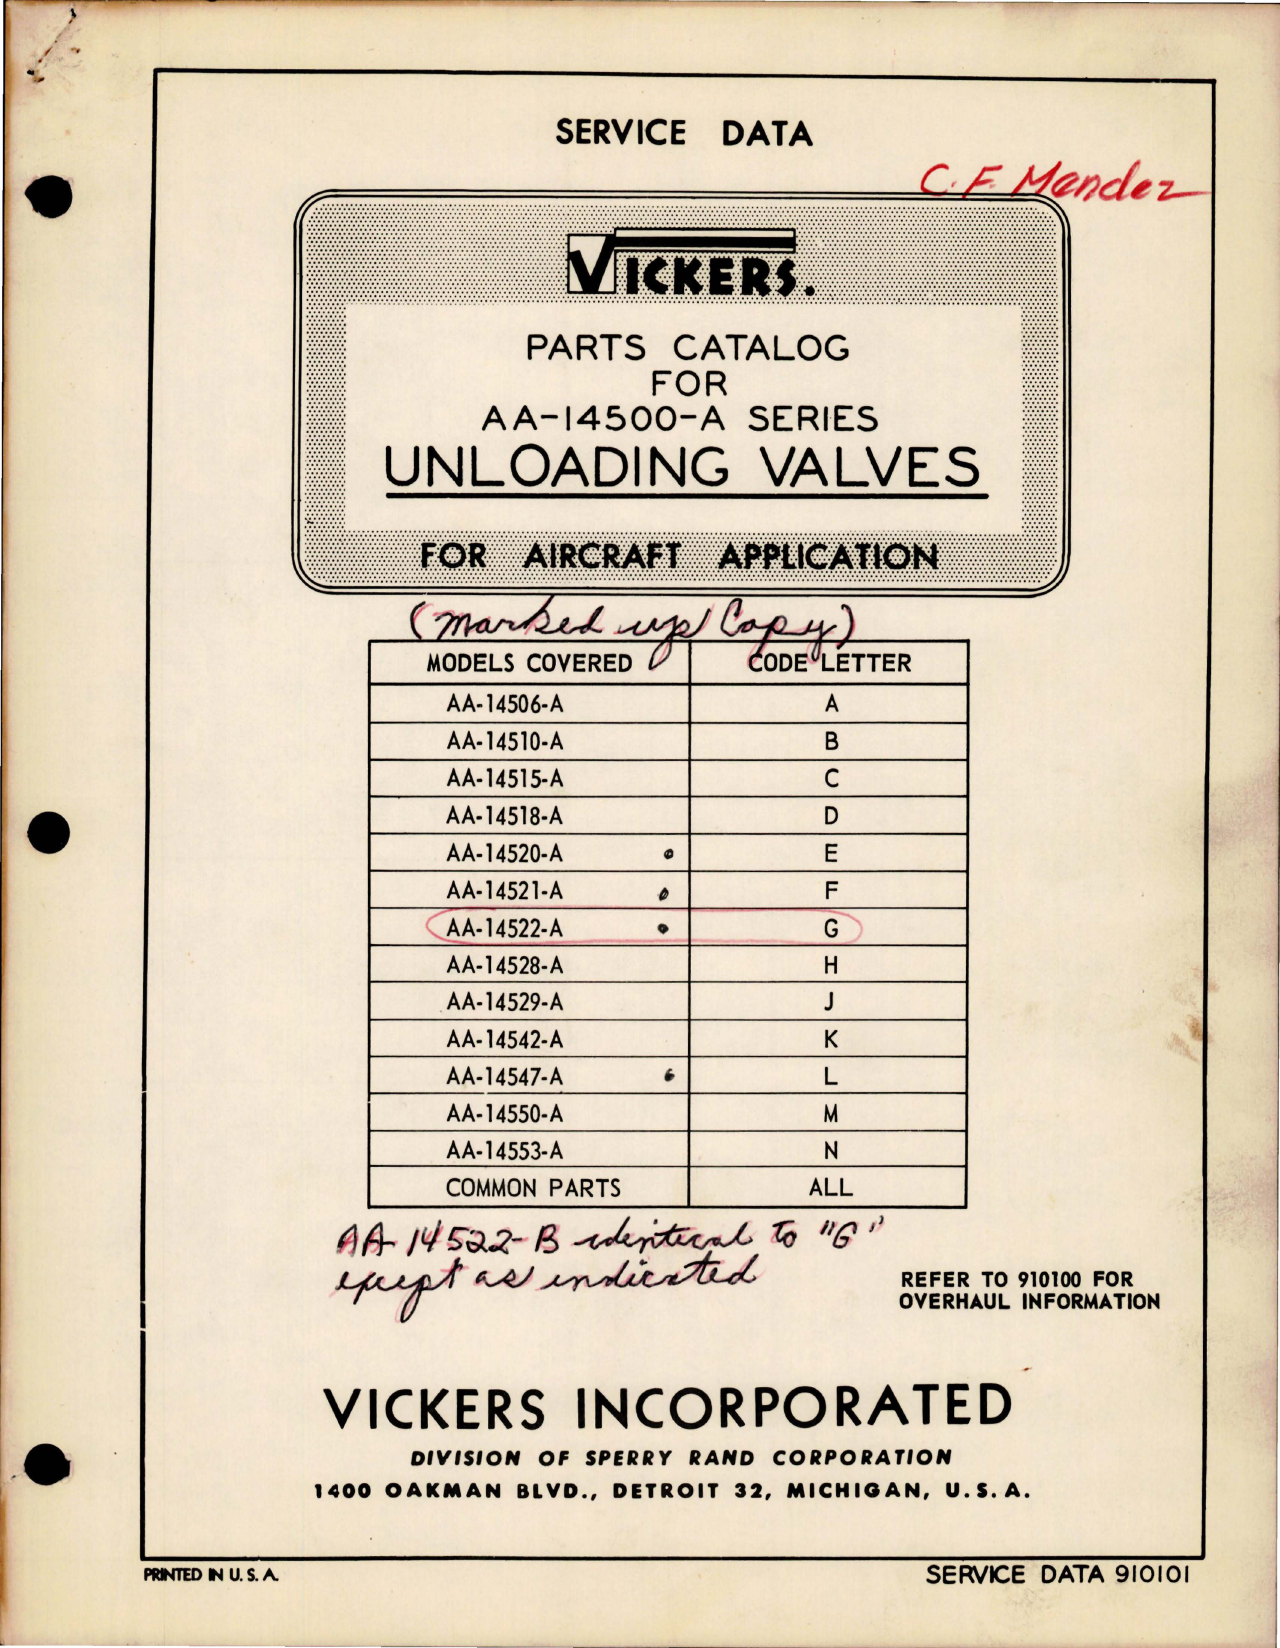 SERVICE DATA
C.F. Mendez
VICKERS.
PARTS CATALOG
FOR
AA-14500-A SERIES
UNLOADING VALVES
FOR AIRCRAFT APPLICATION
(Marked up Copy)
MODELS COVERED CODE LETTER
AA-14506-A A
AA-14510-A B
AA-14515-A C
AA-14518-A D
AA-14520-A E
AA-14521-A F
AA-14522-A G
AA-14528-A H
AA-14529-A J
AA-14542-A K
AA-14547-A L
AA-14550-A M
AA-14553-A N
COMMON PARTS ALL
AA-14522-B identical to "G"
except as indicated
REFER TO 910100 FOR
OVERHAUL INFORMATION
VICKERS INCORPORATED
DIVISION OF SPERRY RAND CORPORATION
1400 OAKMAN BLVD., DETROIT 32, MICHIGAN, U.S.A.
PRINTED IN U.S.A.
SERVICE DATA 910101